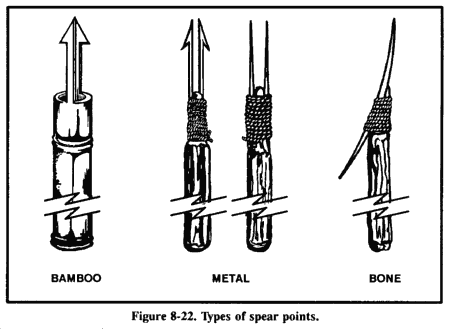 BAMBOO METAL BONE
Figure 8-22. Types of spear points.